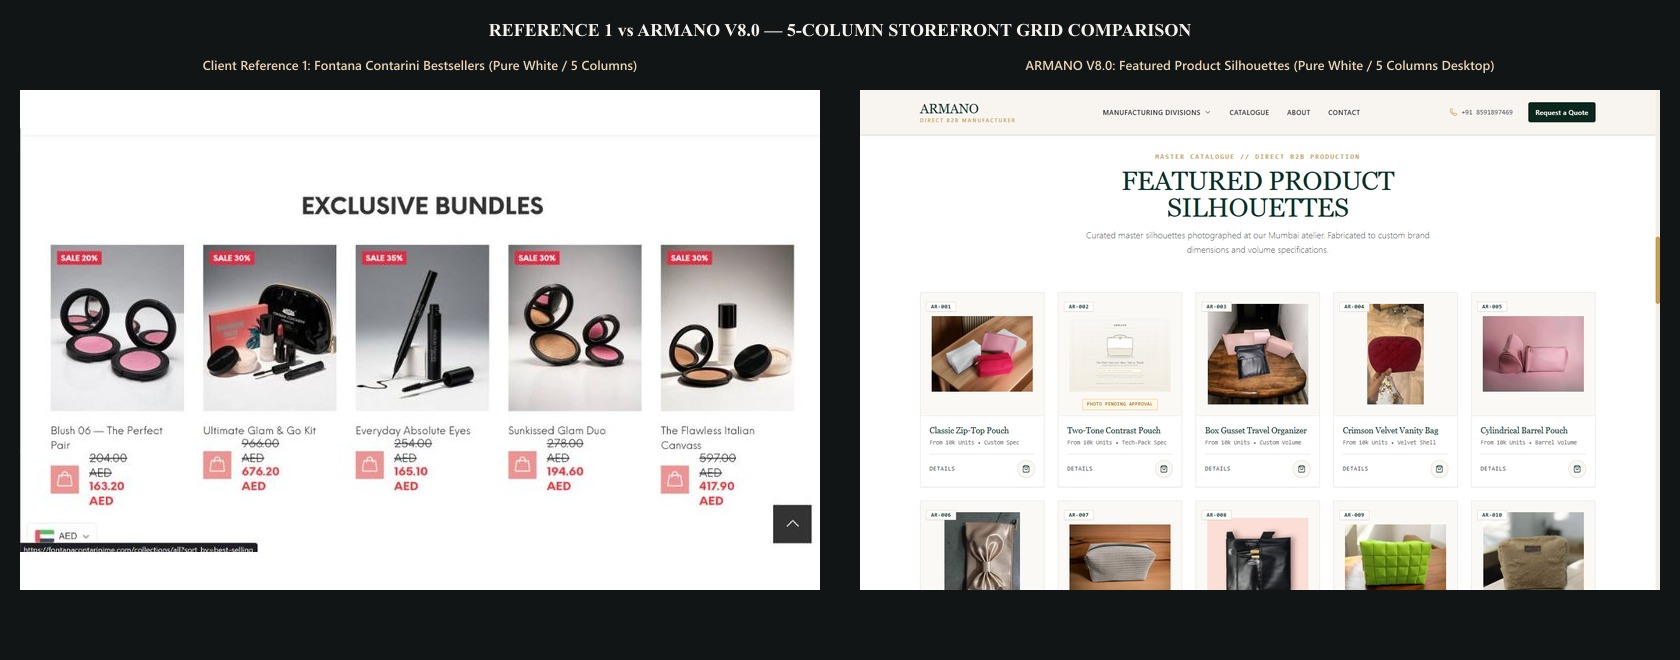 REFERENCE 1 vs ARMANO V8.0 — 5-COLUMN STOREFRONT GRID COMPARISON
Client Reference 1: Fontana Contarini Bestsellers (Pure White / 5 Columns)
EXCLUSIVE BUNDLES
SALE 20%
SALE 30%
SALE 35%
SALE 30%
SALE 30%
Blush 06 — The Perfect
Pair
204.00
AED
163.20
AED
Ultimate Glam & Go Kit
966.00
AED
676.20
AED
Everyday Absolute Eyes
254.00
AED
165.10
AED
Sunkissed Glam Duo
278.00
AED
194.60
AED
The Flawless Italian
Canvass
597.00
AED
417.90
AED
AED
https://fontanacontarinime.com/collections/all?sort_by=best-selling
ARMANO V8.0: Featured Product Silhouettes (Pure White / 5 Columns Desktop)
ARMANO
DIRECT B2B MANUFACTURER
MANUFACTURING DIVISIONS
CATALOGUE
ABOUT
CONTACT
+91 8591897469
Request a Quote
MASTER CATALOGUE // DIRECT B2B PRODUCTION
FEATURED PRODUCT
SILHOUETTES
Curated master silhouettes photographed at our Mumbai atelier. Fabricated to custom brand
dimensions and volume specifications.
AR-001
Classic Zip-Top Pouch
From 10k Units • Custom Spec
DETAILS
AR-002
PHOTO PENDING APPROVAL
Two-Tone Contrast Pouch
From 10k Units • Tech-Pack Spec
DETAILS
AR-003
Box Gusset Travel Organizer
From 10k Units • Custom Volume
DETAILS
AR-004
Crimson Velvet Vanity Bag
From 10k Units • Velvet Shell
DETAILS
AR-005
Cylindrical Barrel Pouch
From 10k Units • Barrel Volume
DETAILS
AR-006
AR-007
AR-008
AR-009
AR-010